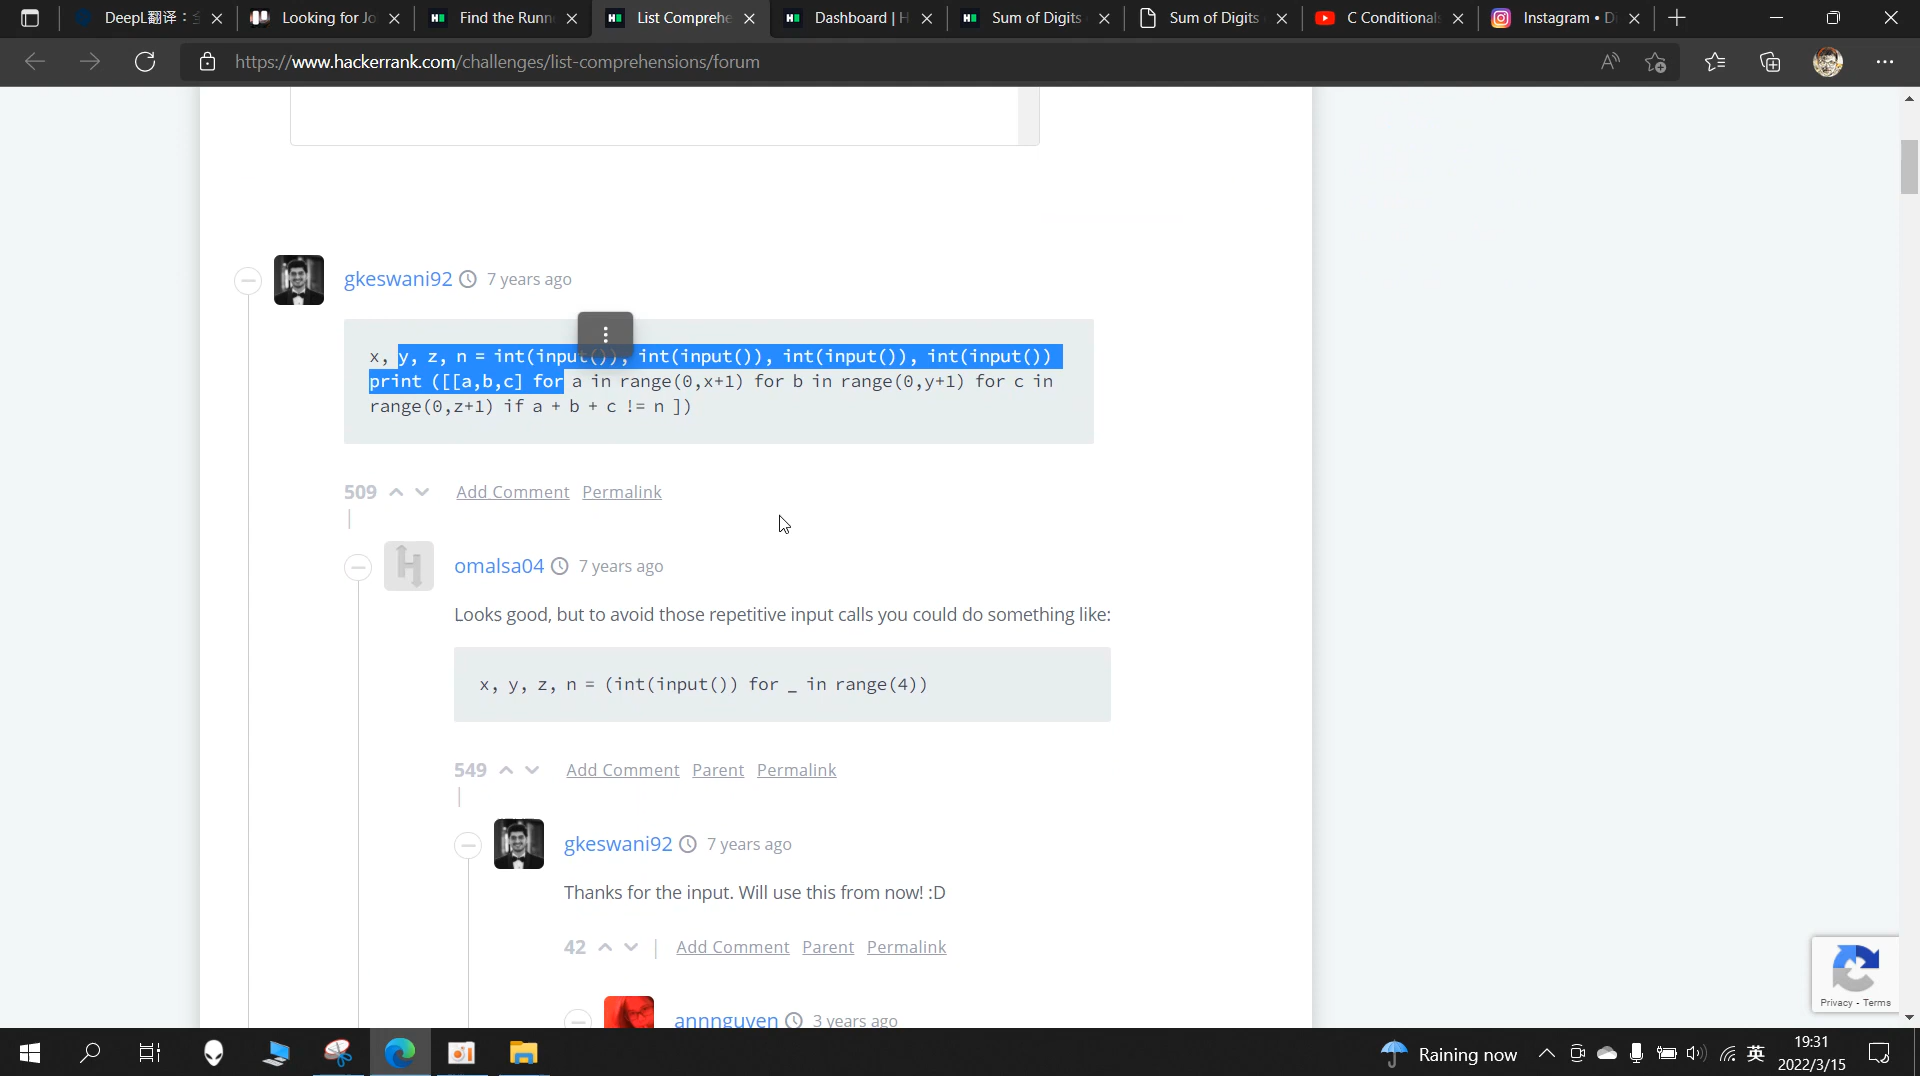 DeepL翻译：
Looking for Jo
Find the Runn
List Comprehe
Dashboard | H
Sum of Digits
Sum of Digits
C Conditional
Instagram • D
https://www.hackerrank.com/challenges/list-comprehensions/forum
gkeswani92 7 years ago
x, y, z, n = int(input()), int(input()), int(input()), int(input())
print ([[a,b,c] for a in range(0,x+1) for b in range(0,y+1) for c in
range(0,z+1) if a + b + c != n ])
509 Add Comment Permalink
omalsa04 7 years ago
Looks good, but to avoid those repetitive input calls you could do something like:
x, y, z, n = (int(input()) for _ in range(4))
549 Add Comment Parent Permalink
gkeswani92 7 years ago
Thanks for the input. Will use this from now! :D
42 | Add Comment Parent Permalink
annnguyen 3 years ago
Privacy - Terms
Raining now
英
19:31
2022/3/15